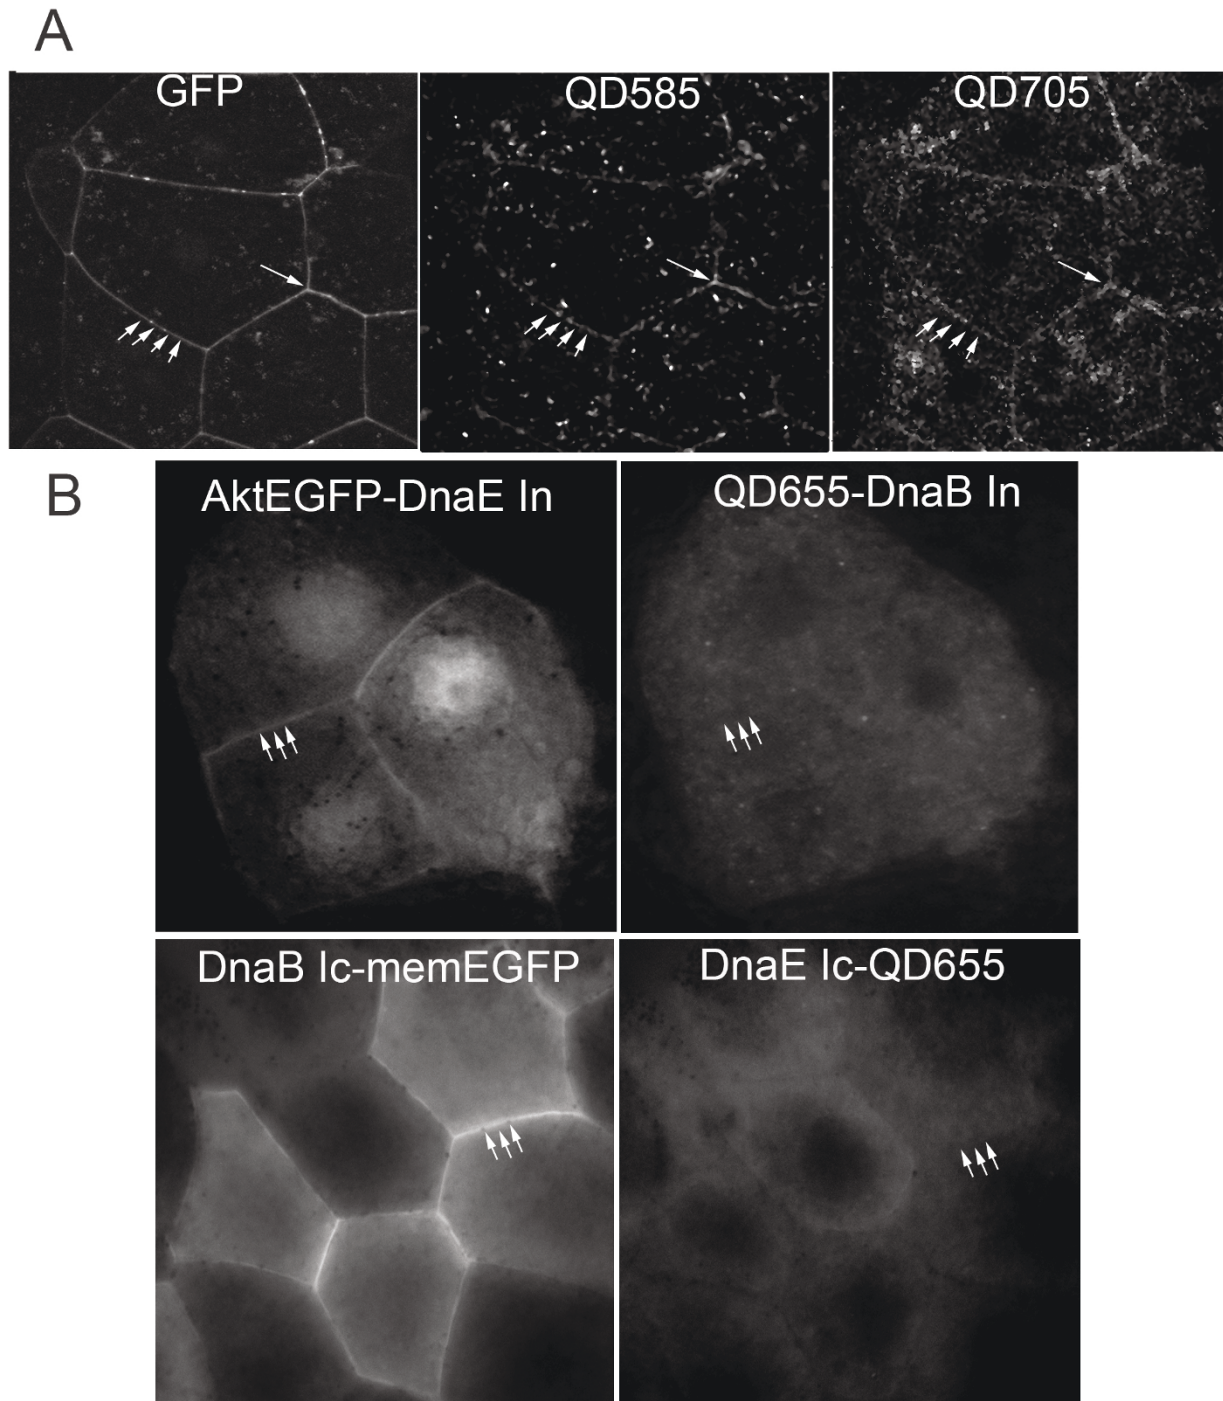 A
GFP QD585 QD705
B
AktEGFP-DnaE In QD655-DnaB In
DnaB Ic-memEGFP DnaE Ic-QD655